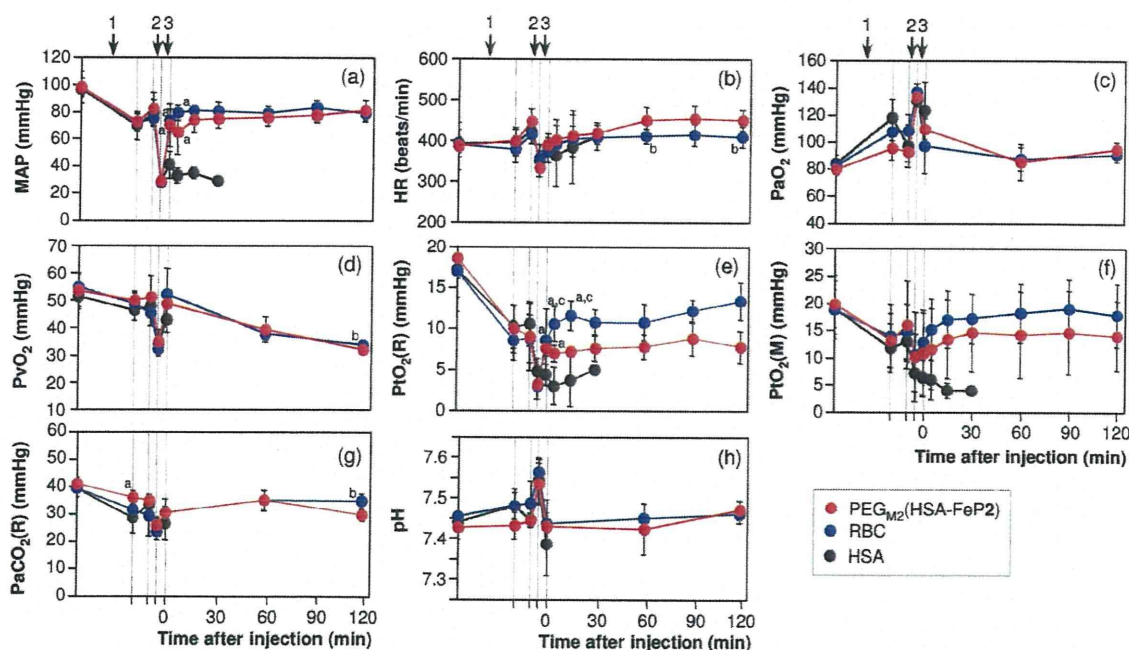 1 2 3
1 2 3
1 2 3
(a)
MAP (mmHg)
120
100
80
60
40
20
0
a
a
a
a
(b)
HR (beats/min)
600
500
400
300
200
b
b
(c)
PaO2 (mmHg)
160
140
120
100
80
60
40
(d)
PvO2 (mmHg)
70
60
50
40
30
20
10
b
(e)
PtO2(R) (mmHg)
20
15
10
5
0
a,c
a,c
a
a
(f)
PtO2(M) (mmHg)
30
25
20
15
10
5
0
0 30 60 90 120
Time after injection (min)
(g)
PaCO2(R) (mmHg)
60
50
40
30
20
10
0
a
b
0 30 60 90 120
Time after injection (min)
(h)
pH
7.6
7.5
7.4
7.3
0 30 60 90 120
Time after injection (min)
PEGM2(HSA-FeP2)
RBC
HSA